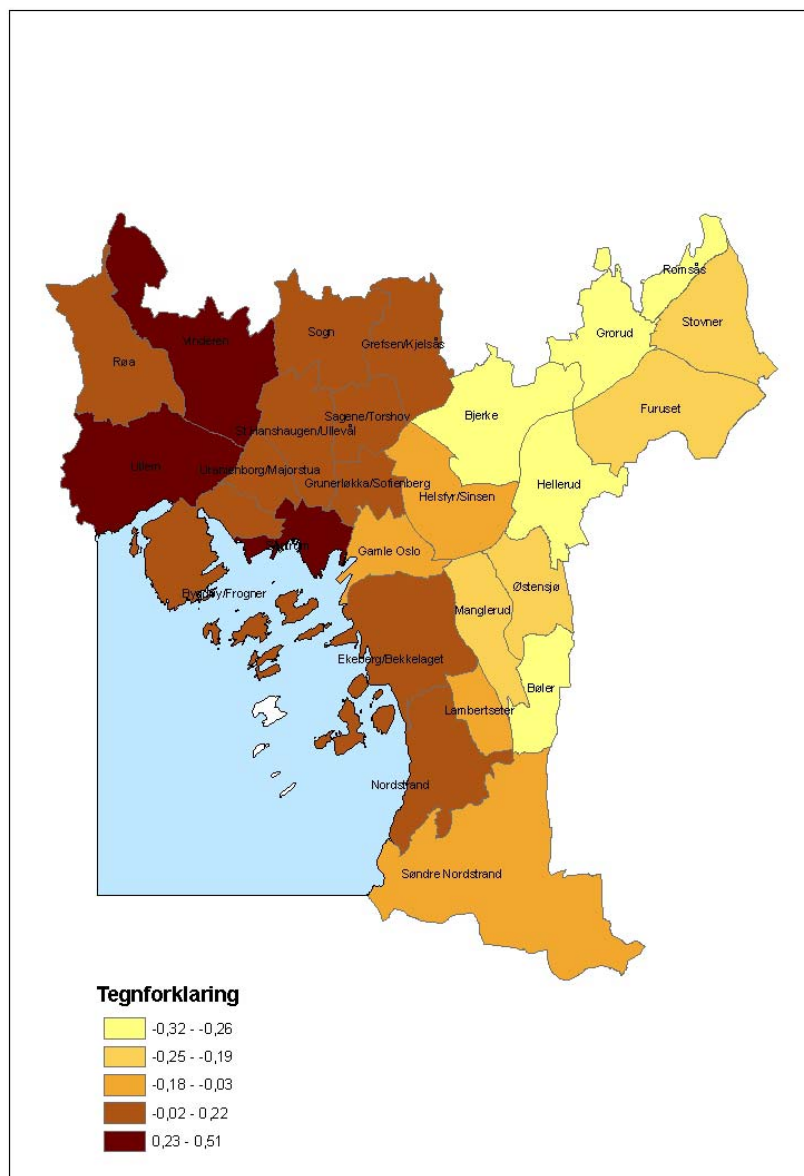 Romsås
Stovner
Grorud
Vinderen
Sogn
Grefsen/Kjelsås
Røa
Furuset
Bjerke
Sagene/Torshov
St.Hanshaugen/Ullevål
Ullern
Uranienborg/Majorstua
Grunerløkka/Sofienberg
Hellerud
Helsfyr/Sinsen
Gamle Oslo
Østensjø
Bygdøy/Frogner
Manglerud
Ekeberg/Bekkelaget
Bøler
Lambertseter
Nordstrand
Søndre Nordstrand
Tegnforklaring
-0,32 - -0,26
-0,25 - -0,19
-0,18 - -0,03
-0,02 - 0,22
0,23 - 0,51